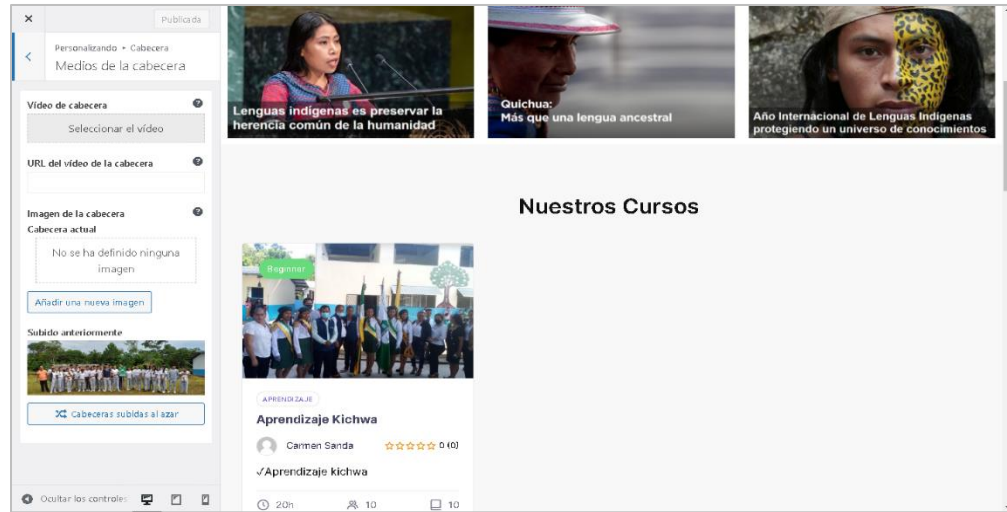 Publicada
Personalizando • Cabecera
Medios de la cabecera
Vídeo de cabecera
Seleccionar el vídeo
URL del vídeo de la cabecera
Imagen de la cabecera
Cabecera actual
No se ha definido ninguna
imagen
Añadir una nueva imagen
Subido anteriormente
Cabeceras subidas al azar
Ocultar los controles
Lenguas indígenas es preservar la
herencia común de la humanidad
Quichua:
Más que una lengua ancestral
Año Internacional de Lenguas Indígenas
protegiendo un universo de conocimientos
Nuestros Cursos
Beginner
APRENDIZAJE
Aprendizaje Kichwa
Carmen Sanda 0 (0)
✓Aprendizaje kichwa
20h 10 10